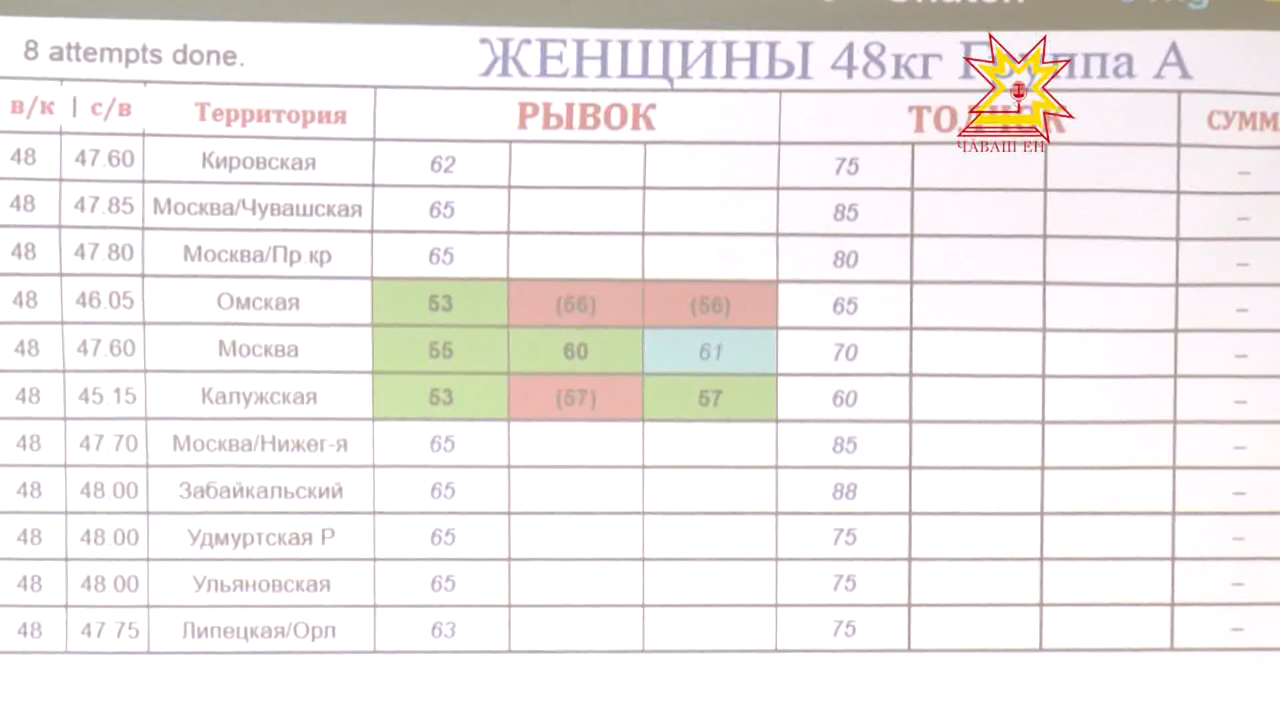 8 attempts done.
ЖЕНЩИНЫ 48кг Группа А
в/к | с/в Территория РЫВОК ТОЛЧОК СУММ
ЧӐВАШ ЕН
48 47.60 Кировская 62 75 –
48 47.85 Москва/Чувашская 65 85 –
48 47.80 Москва/Пр.кр 65 80 –
48 46.05 Омская 53 (56) (56) 65 –
48 47.60 Москва 55 60 61 70 –
48 45.15 Калужская 53 (57) 57 60 –
48 47.70 Москва/Нижег-я 65 85 –
48 48.00 Забайкальский 65 88 –
48 48.00 Удмуртская Р 65 75 –
48 48.00 Ульяновская 65 75 –
48 47.75 Липецкая/Орл 63 75 –